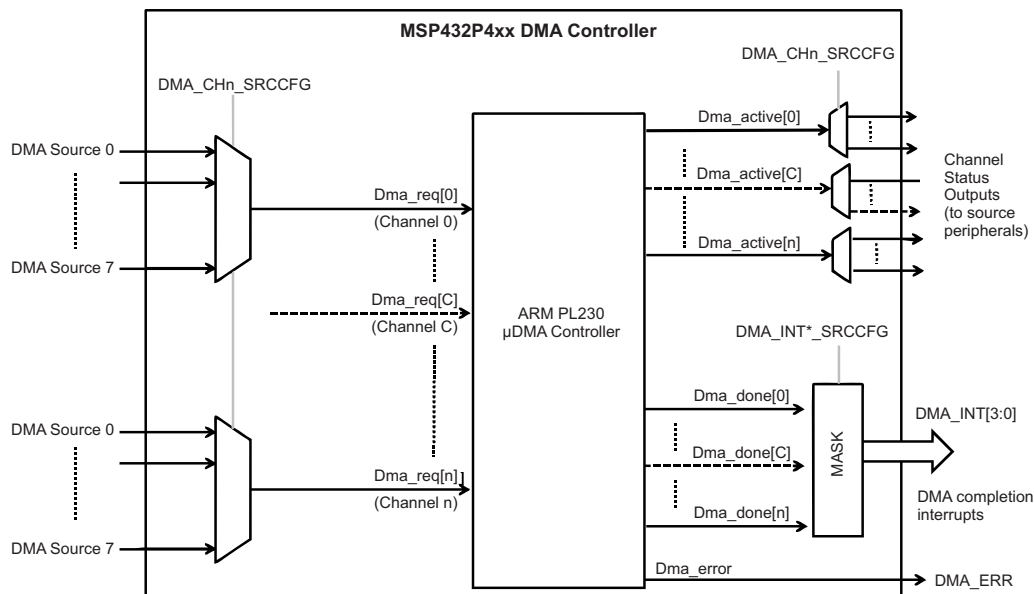 MSP432P4xx DMA Controller
DMA_CHn_SRCCFG
DMA_CHn_SRCCFG
DMA Source 0
DMA Source 7
Dma_req[0]
(Channel 0)
Dma_req[C]
(Channel C)
DMA Source 0
DMA Source 7
Dma_req[n]
(Channel n)
ARM PL230
µDMA Controller
Dma_active[0]
Dma_active[C]
Dma_active[n]
Channel
Status
Outputs
(to source
peripherals)
DMA_INT*_SRCCFG
Dma_done[0]
Dma_done[C]
Dma_done[n]
MASK
DMA_INT[3:0]
DMA completion
interrupts
Dma_error
DMA_ERR